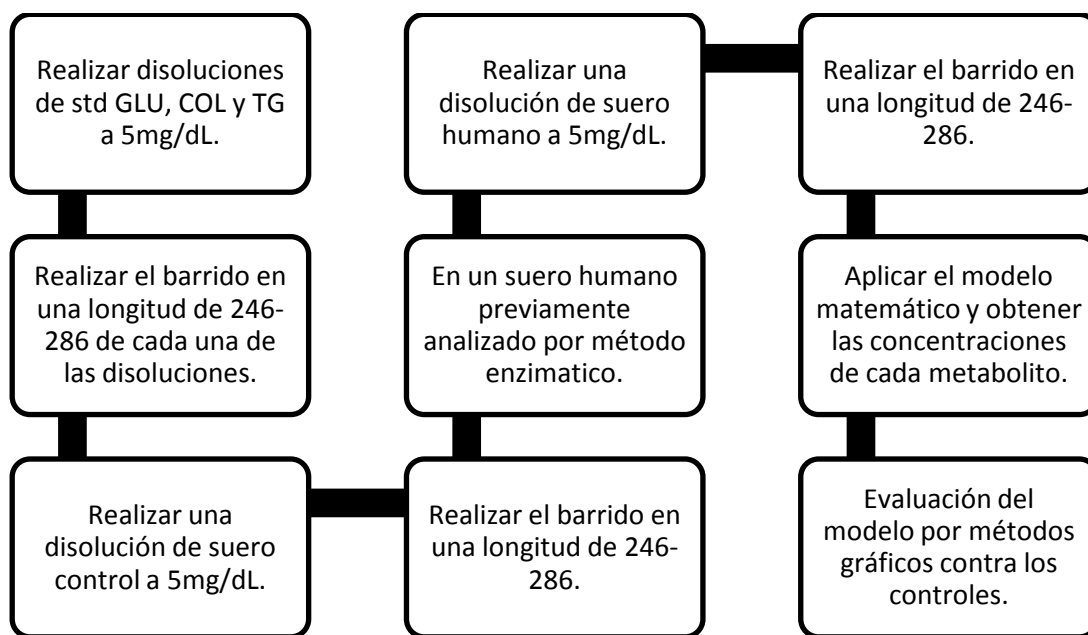 Realizar disoluciones
de std GLU, COL y TG
a 5mg/dL.
Realizar el barrido en
una longitud de 246-
286 de cada una de
las disoluciones.
Realizar una
disolución de suero
control a 5mg/dL.
Realizar el barrido en
una longitud de 246-
286.
En un suero humano
previamente
analizado por método
enzimatico.
Realizar una
disolución de suero
humano a 5mg/dL.
Realizar el barrido en
una longitud de 246-
286.
Aplicar el modelo
matemático y obtener
las concentraciones
de cada metabolito.
Evaluación del
modelo por métodos
gráficos contra los
controles.